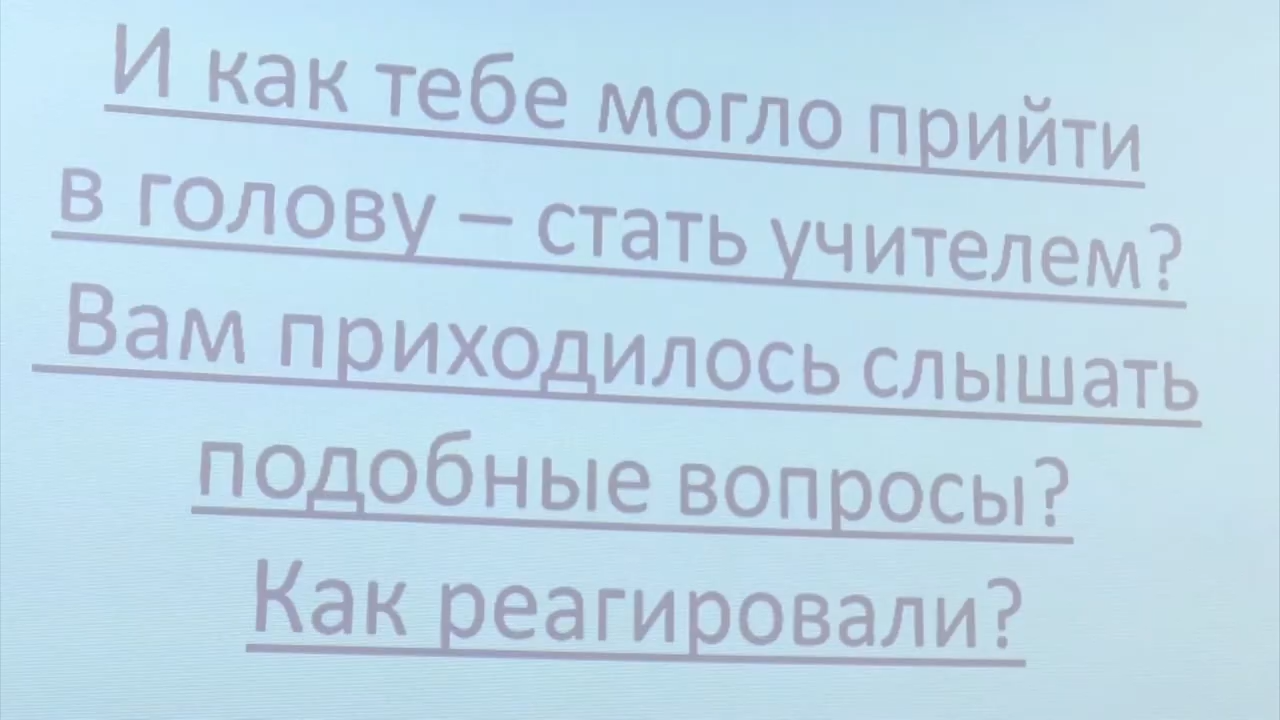 И как тебе могло прийти
в голову – стать учителем?
Вам приходилось слышать
подобные вопросы?
Как реагировали?